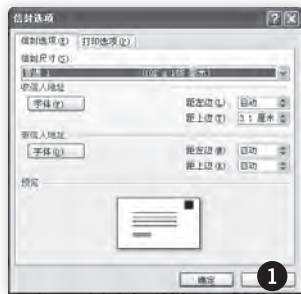 信封选项
信封选项(E) 打印选项(P)
信封尺寸(S):
普通 1
收信人地址
字体(F) 距左边(L): 自动
距上边(T): 3.1 厘米
寄信人地址
字体(O) 距左边(M): 自动
距上边(R): 自动
预览
确定
1